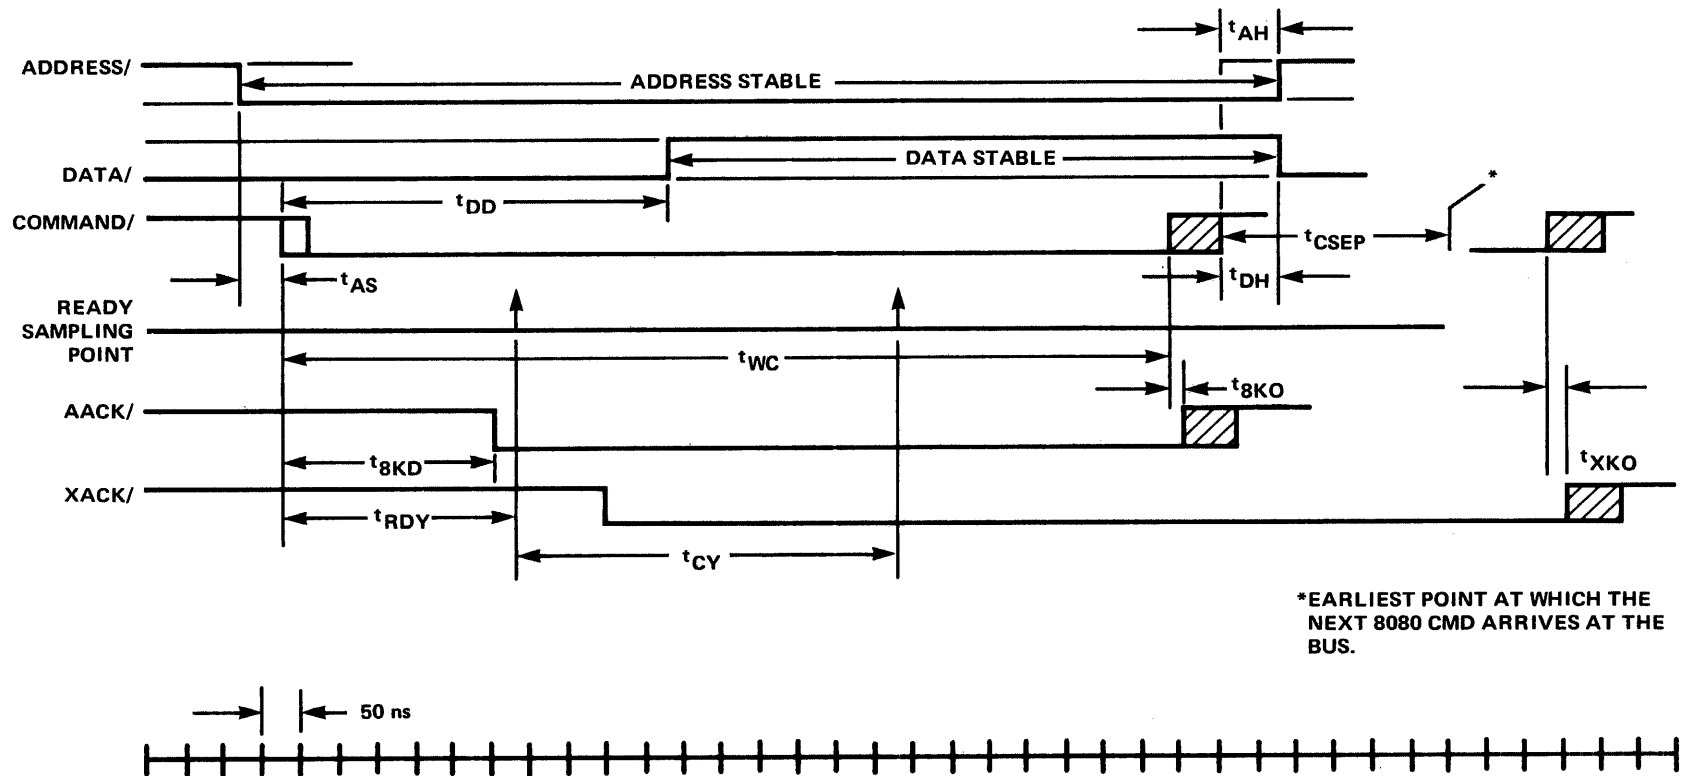 tAH
ADDRESS/
ADDRESS STABLE
DATA STABLE
DATA/
*
tDD
COMMAND/
tCSEP
tAS
tDH
READY
SAMPLING
POINT
tWC
t8KO
AACK/
t8KD
tXKO
XACK/
tRDY
tCY
*EARLIEST POINT AT WHICH THE
NEXT 8080 CMD ARRIVES AT THE
BUS.
50 ns